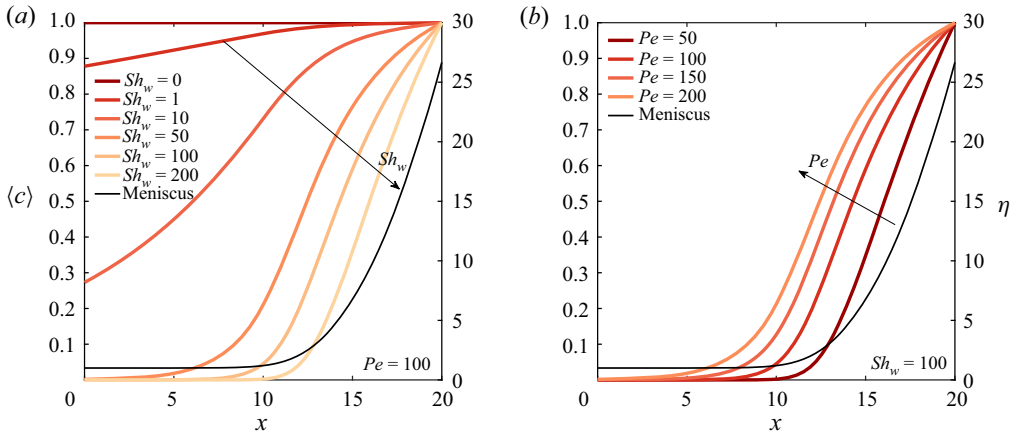 (a)
1.0
0.9
0.8
0.7
0.6
⟨c⟩
0.5
0.4
0.3
0.2
0.1
0
5
10
15
20
x
30
25
20
15
10
5
0
Sh_w = 0
Sh_w = 1
Sh_w = 10
Sh_w = 50
Sh_w = 100
Sh_w = 200
Meniscus
Sh_w
Pe = 100
(b)
1.0
0.9
0.8
0.7
0.6
0.5
0.4
0.3
0.2
0.1
0
5
10
15
20
x
30
25
20
15
η
10
5
0
Pe = 50
Pe = 100
Pe = 150
Pe = 200
Meniscus
Pe
Sh_w = 100